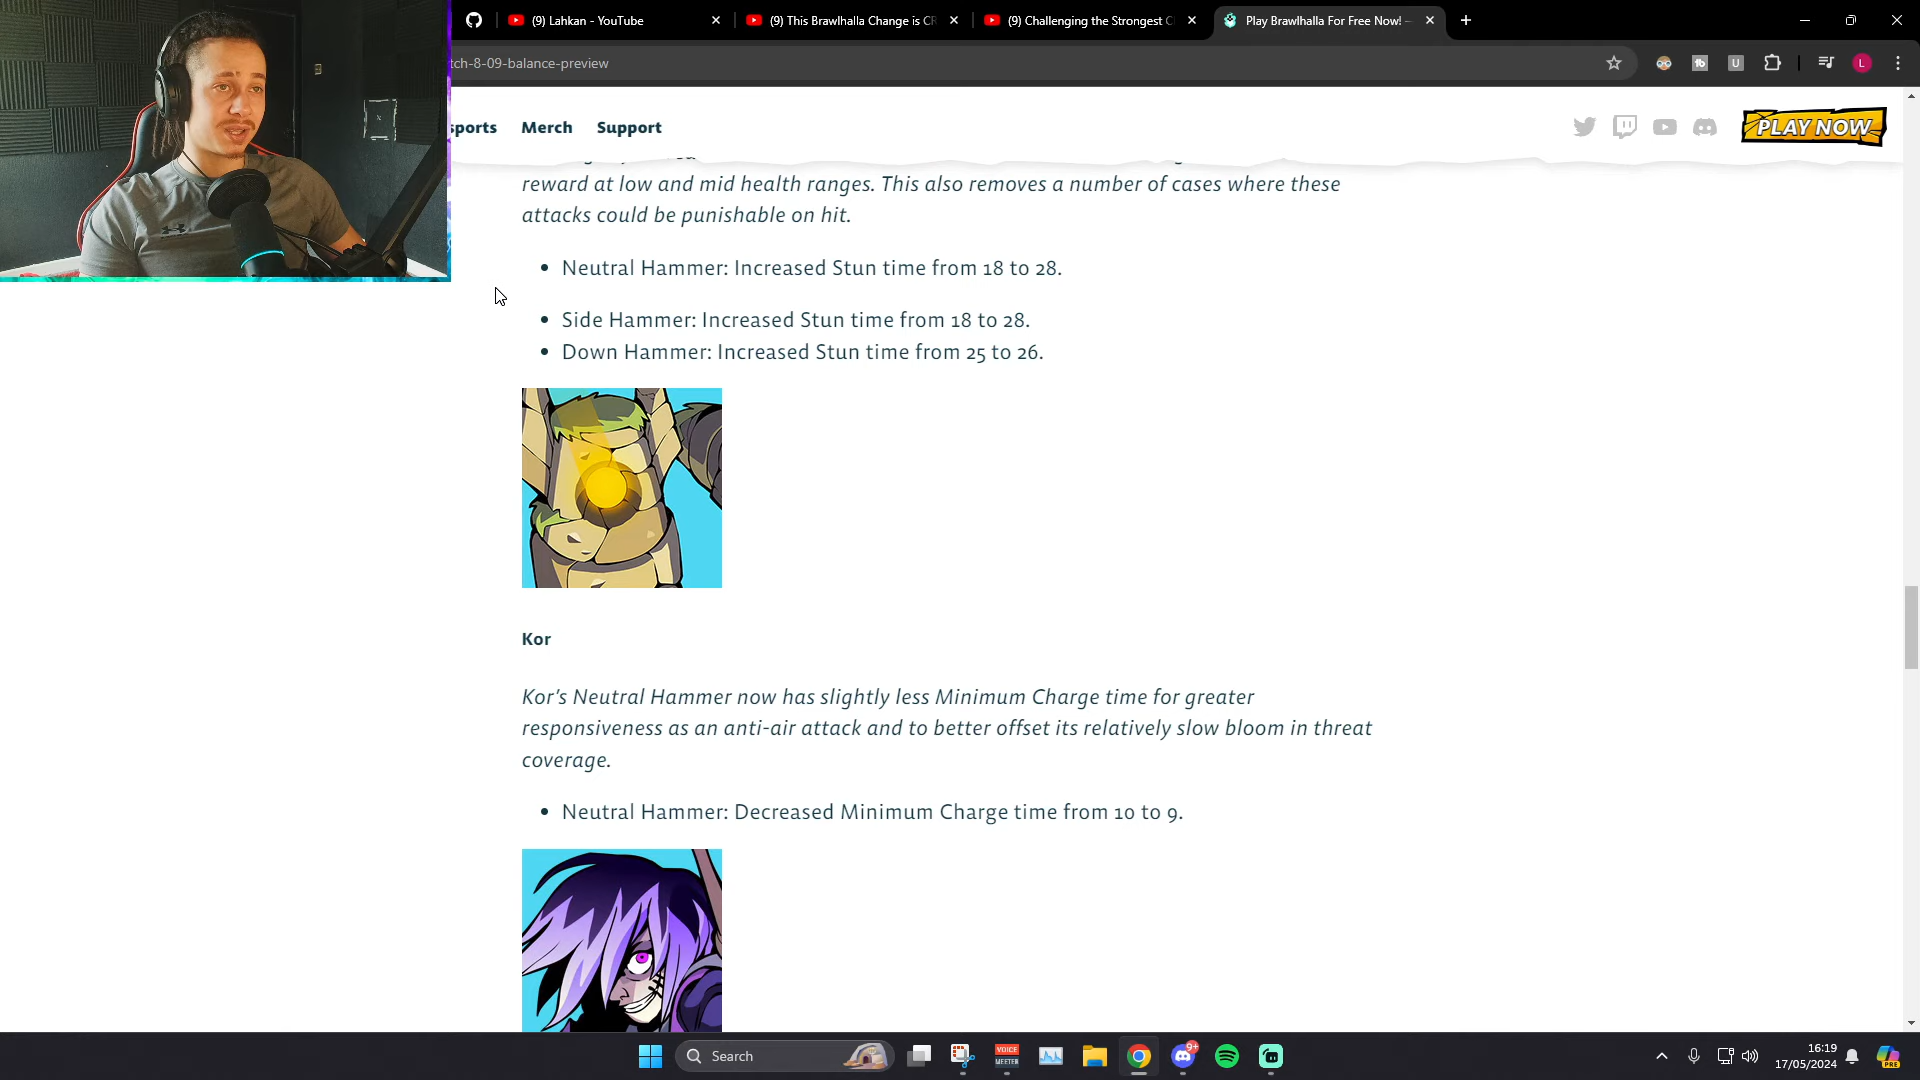 (9) Lahkan - YouTube
(9) This Brawlhalla Change is CR
(9) Challenging the Strongest C
Play Brawlhalla For Free Now! –
tch-8-09-balance-preview
sports Merch Support
PLAY NOW
reward at low and mid health ranges. This also removes a number of cases where these
attacks could be punishable on hit.
• Neutral Hammer: Increased Stun time from 18 to 28.
• Side Hammer: Increased Stun time from 18 to 28.
• Down Hammer: Increased Stun time from 25 to 26.
Kor
Kor's Neutral Hammer now has slightly less Minimum Charge time for greater
responsiveness as an anti-air attack and to better offset its relatively slow bloom in threat
coverage.
• Neutral Hammer: Decreased Minimum Charge time from 10 to 9.
Search
VOICE
MEETER
9+
16:19
17/05/2024
PRE
L
U
tb